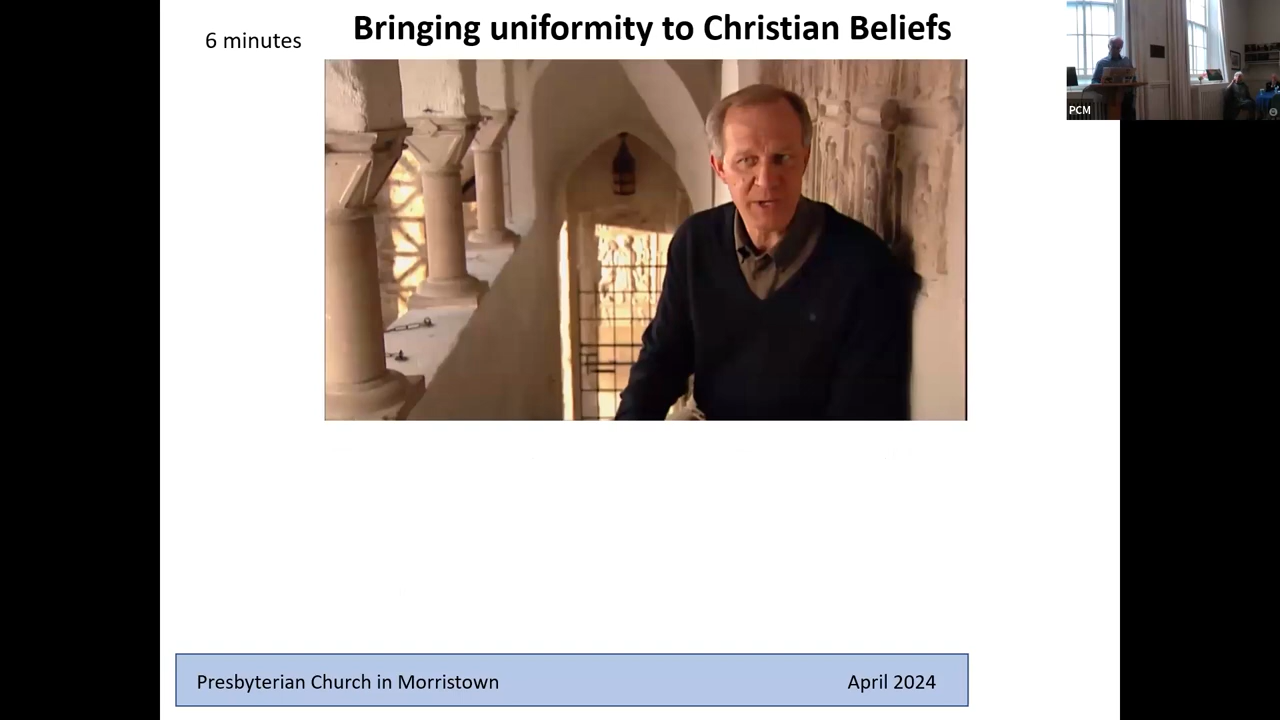 6 minutes
Bringing uniformity to Christian Beliefs
PCM
Presbyterian Church in Morristown
April 2024